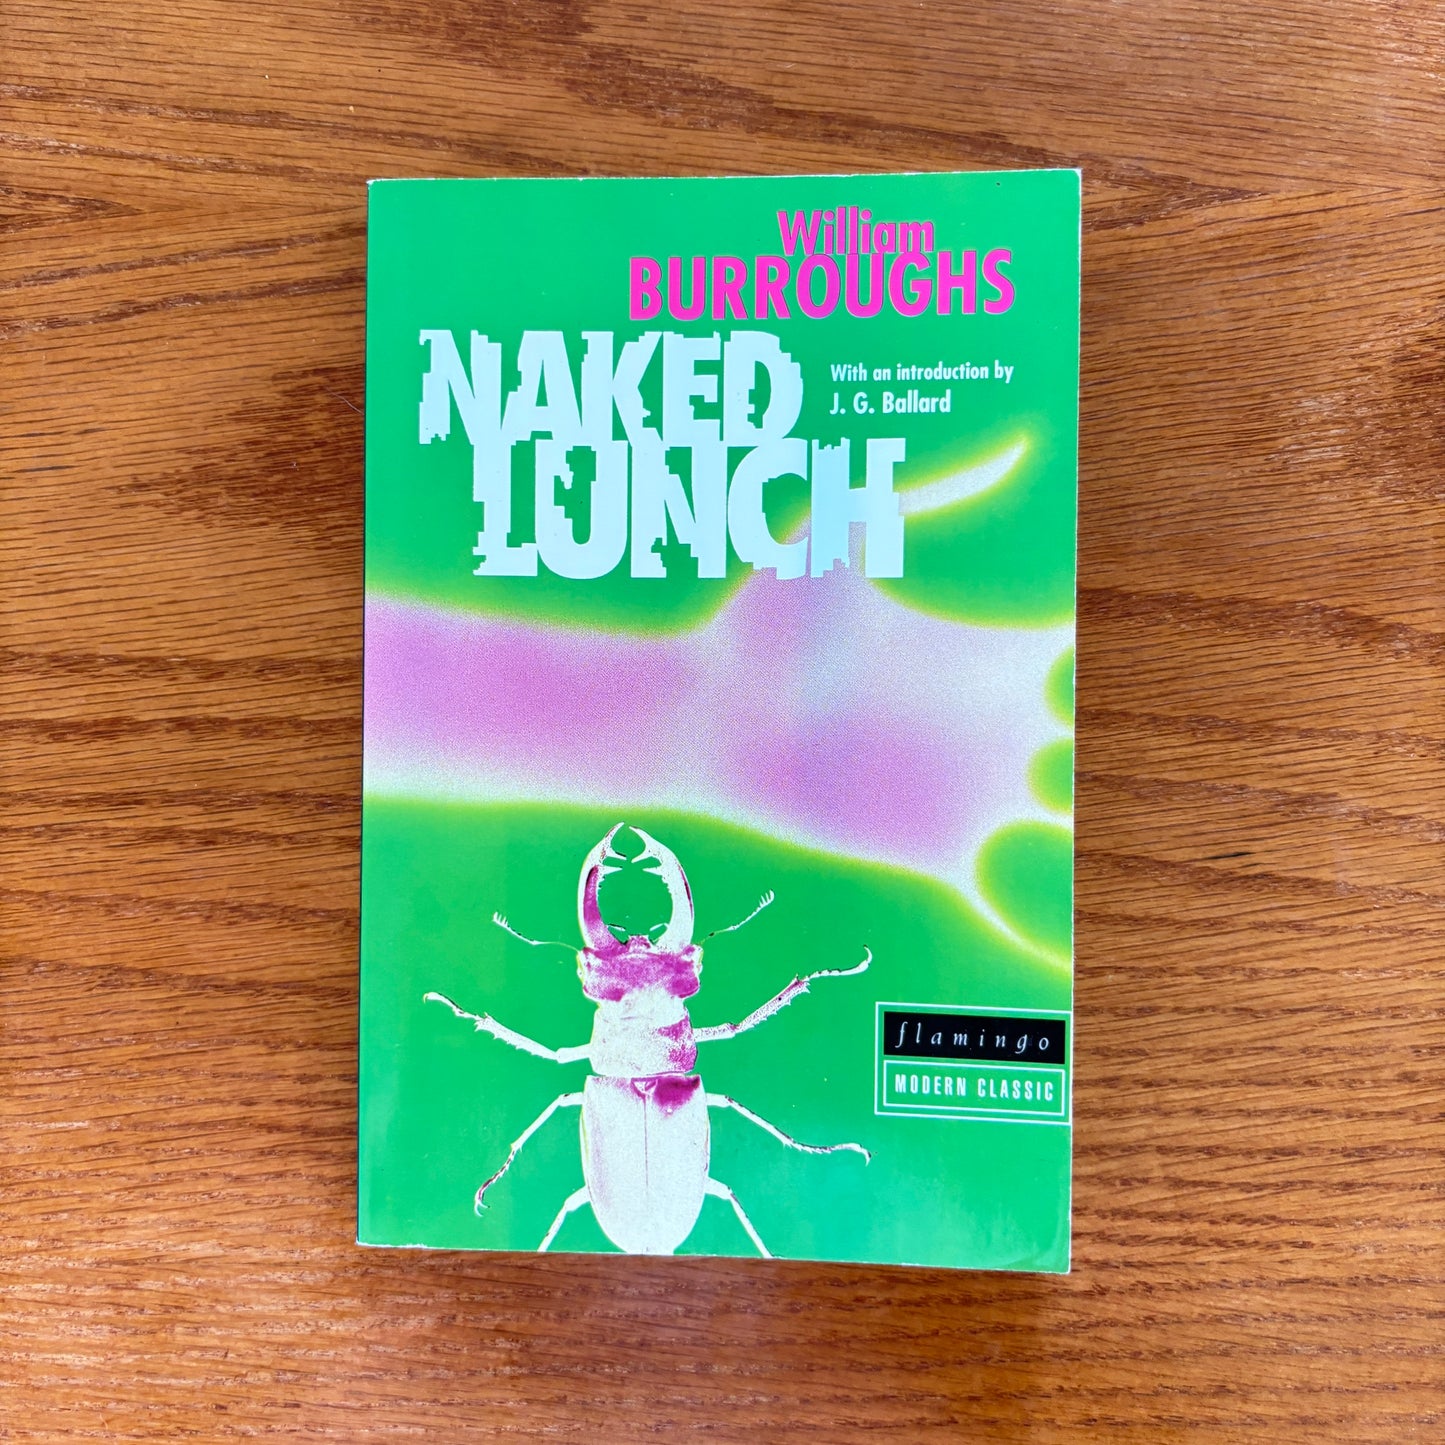 William
BURROUGHS
NAKED
LUNCH
With an introduction by
J. G. Ballard
flamingo
MODERN CLASSIC